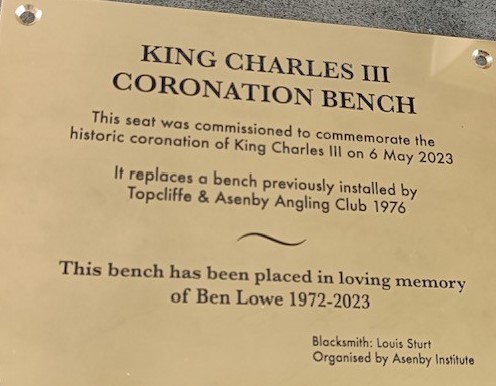 KING CHARLES III
CORONATION BENCH
This seat was commissioned to commemorate the
historic coronation of King Charles III on 6 May 2023
It replaces a bench previously installed by
Topcliffe & Asenby Angling Club 1976
This bench has been placed in loving memory
of Ben Lowe 1972-2023
Blacksmith: Louis Sturt
Organised by Asenby Institute